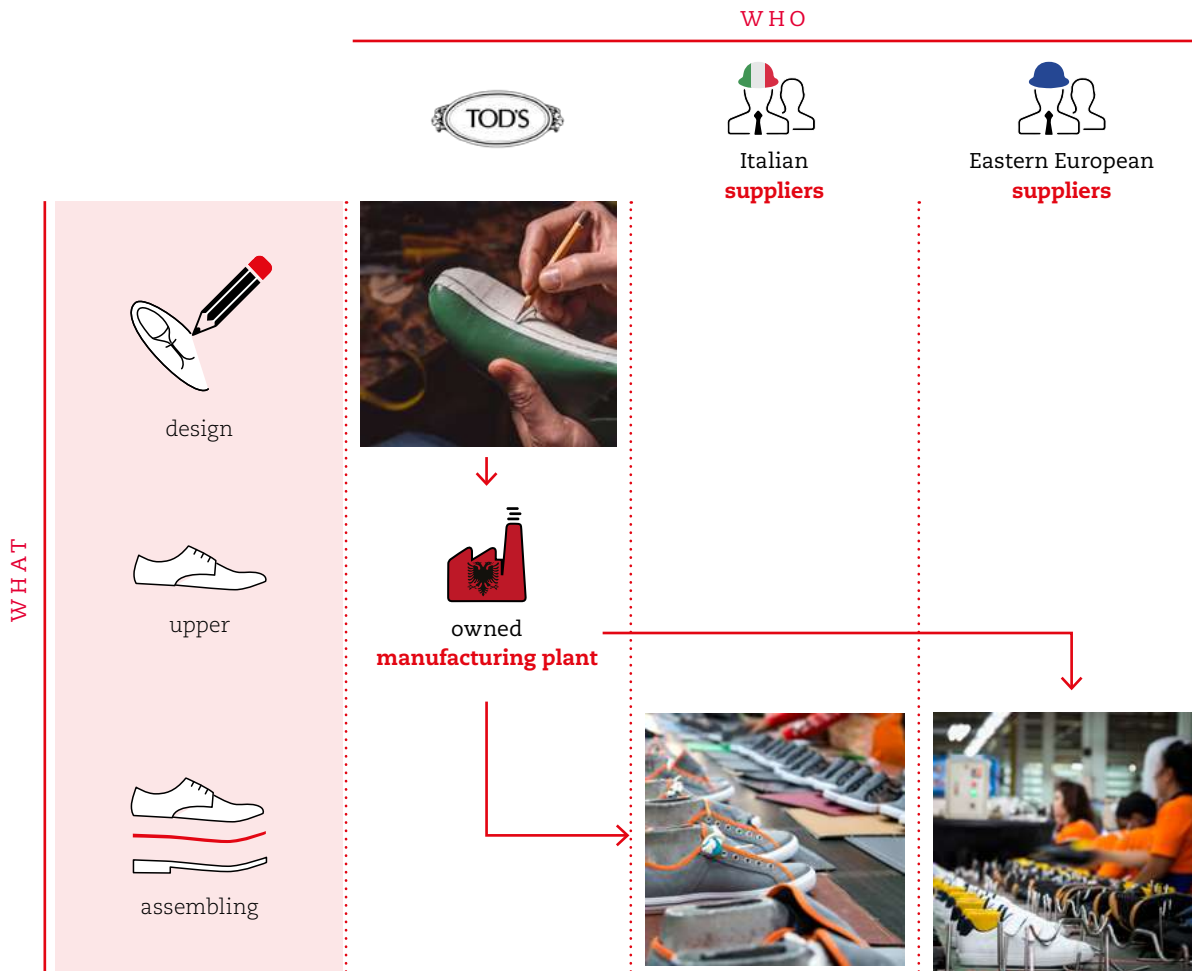 WHO
TOD'S
Italian
suppliers
Eastern European
suppliers
WHAT
design
upper
owned
manufacturing plant
assembling